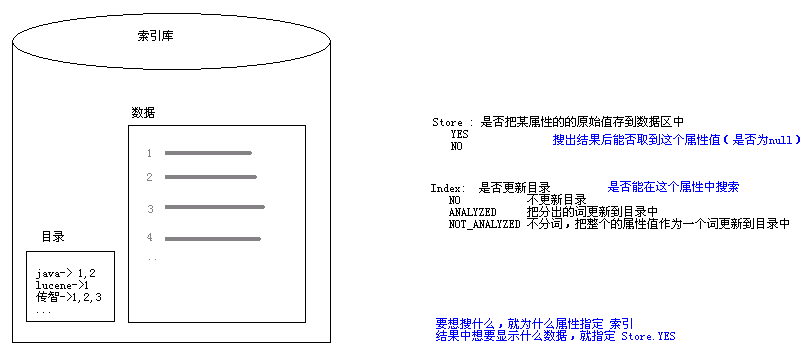 索引库
数据
1
2
3
4
..
目录
java-> 1,2
lucene->1
传智->1,2,3
...
Store : 是否把某属性的的原始值存到数据区中
YES
NO
搜出结果后能否取到这个属性值（是否为null）
Index: 是否更新目录
是否能在这个属性中搜索
NO 不更新目录
ANALYZED 把分出的词更新到目录中
NOT_ANALYZED 不分词，把整个的属性值作为一个词更新到目录中
要想搜什么，就为什么属性指定 索引
结果中想要显示什么数据，就指定 Store.YES